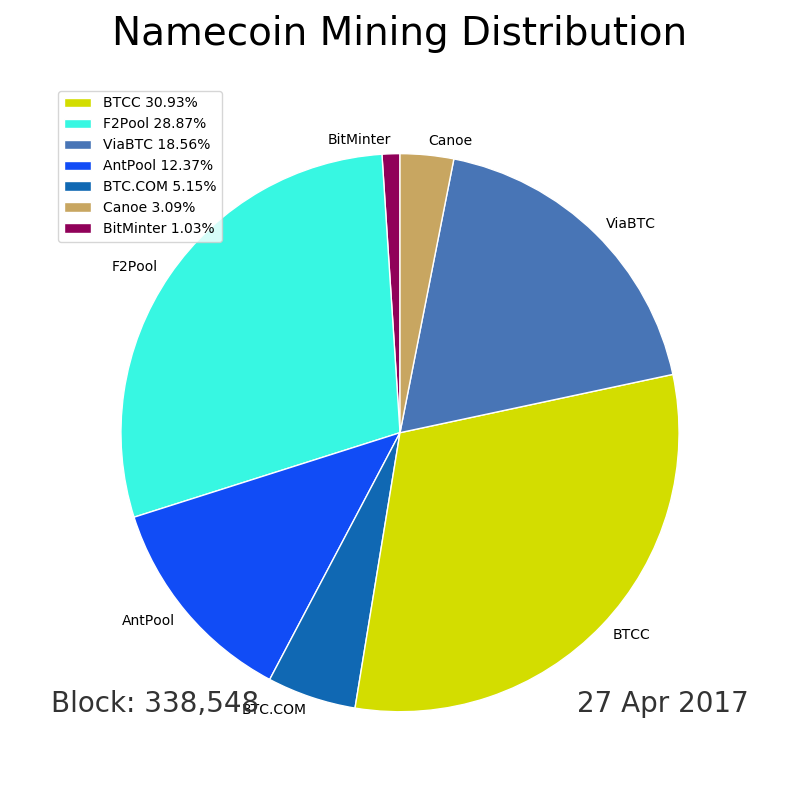 Namecoin Mining Distribution
BTCC 30.93%
F2Pool 28.87%
ViaBTC 18.56%
AntPool 12.37%
BTC.COM 5.15%
Canoe 3.09%
BitMinter 1.03%
BitMinter
Canoe
ViaBTC
F2Pool
AntPool
BTCC
Block: 338,548
BTC.COM
27 Apr 2017